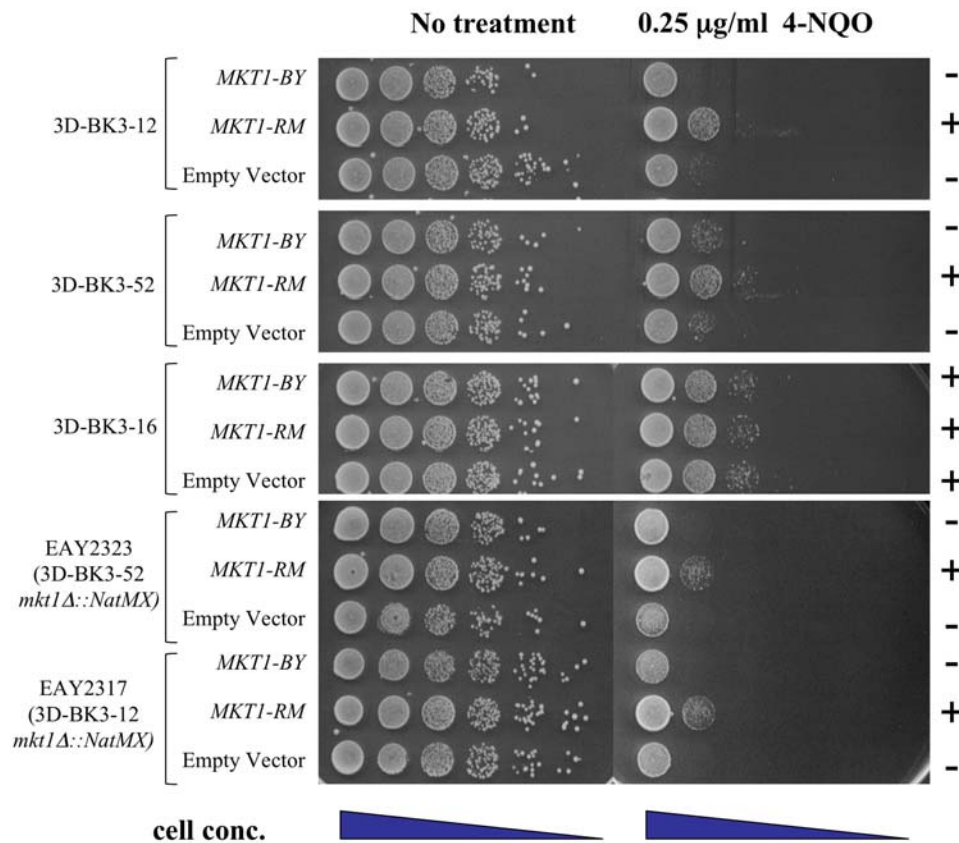 No treatment 0.25 μg/ml 4-NQO
3D-BK3-12
MKT1-BY -
MKT1-RM +
Empty Vector -
3D-BK3-52
MKT1-BY -
MKT1-RM +
Empty Vector -
3D-BK3-16
MKT1-BY +
MKT1-RM +
Empty Vector +
EAY2323
(3D-BK3-52
mkt1Δ::NatMX)
MKT1-BY -
MKT1-RM +
Empty Vector -
EAY2317
(3D-BK3-12
mkt1Δ::NatMX)
MKT1-BY -
MKT1-RM +
Empty Vector -
cell conc.